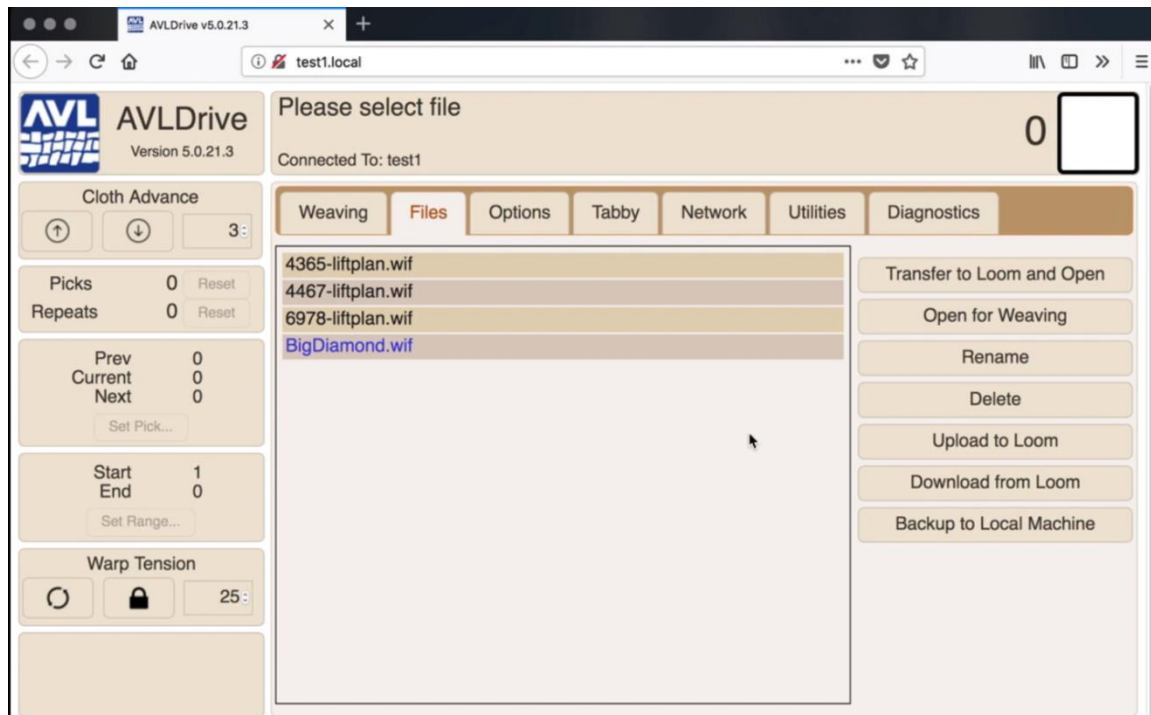 AVLDrive v5.0.21.3
test1.local
AVL
AVLDrive
Version 5.0.21.3
Please select file
Connected To: test1
0
Cloth Advance
3
Picks 0 Reset
Repeats 0 Reset
Prev 0
Current 0
Next 0
Set Pick...
Start 1
End 0
Set Range...
Warp Tension
25
Weaving Files Options Tabby Network Utilities Diagnostics
4365-liftplan.wif
4467-liftplan.wif
6978-liftplan.wif
BigDiamond.wif
Transfer to Loom and Open
Open for Weaving
Rename
Delete
Upload to Loom
Download from Loom
Backup to Local Machine